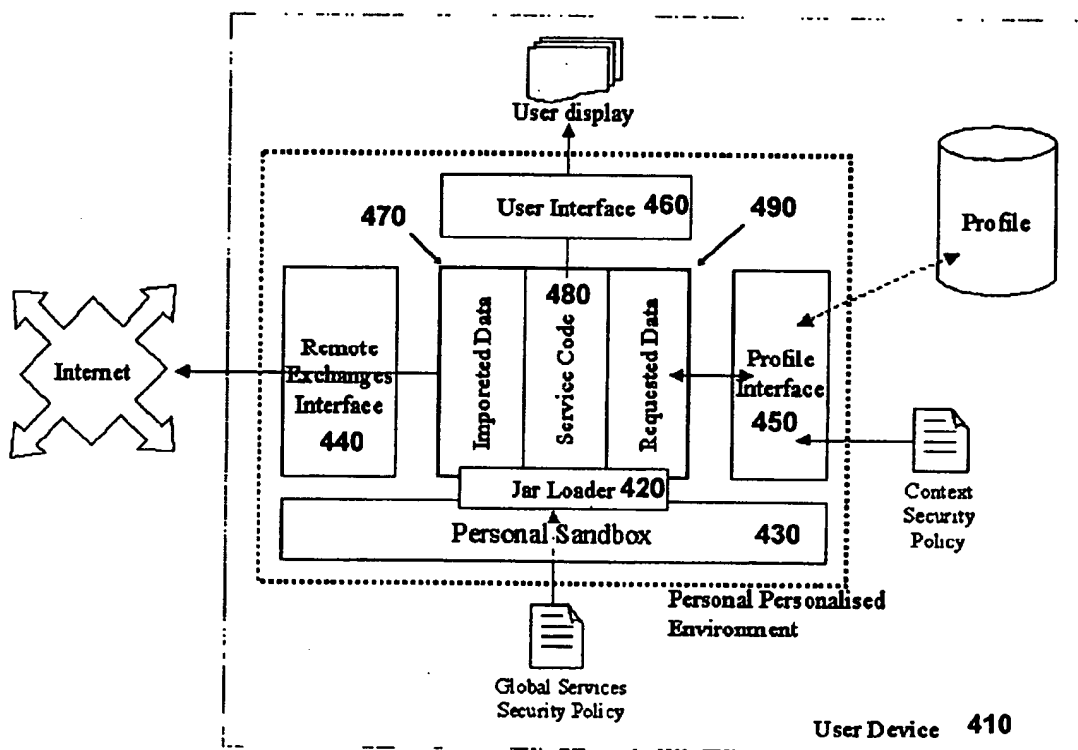 User display
User Interface 460
470
490
Profile
Internet
Remote
Exchanges
Interface
440
Imporeted Data
480
Service Code
Requested Data
Profile
Interface
450
Jar Loader 420
Personal Sandbox 430
Context
Security
Policy
Personal Personalised
Environment
Global Services
Security Policy
User Device 410